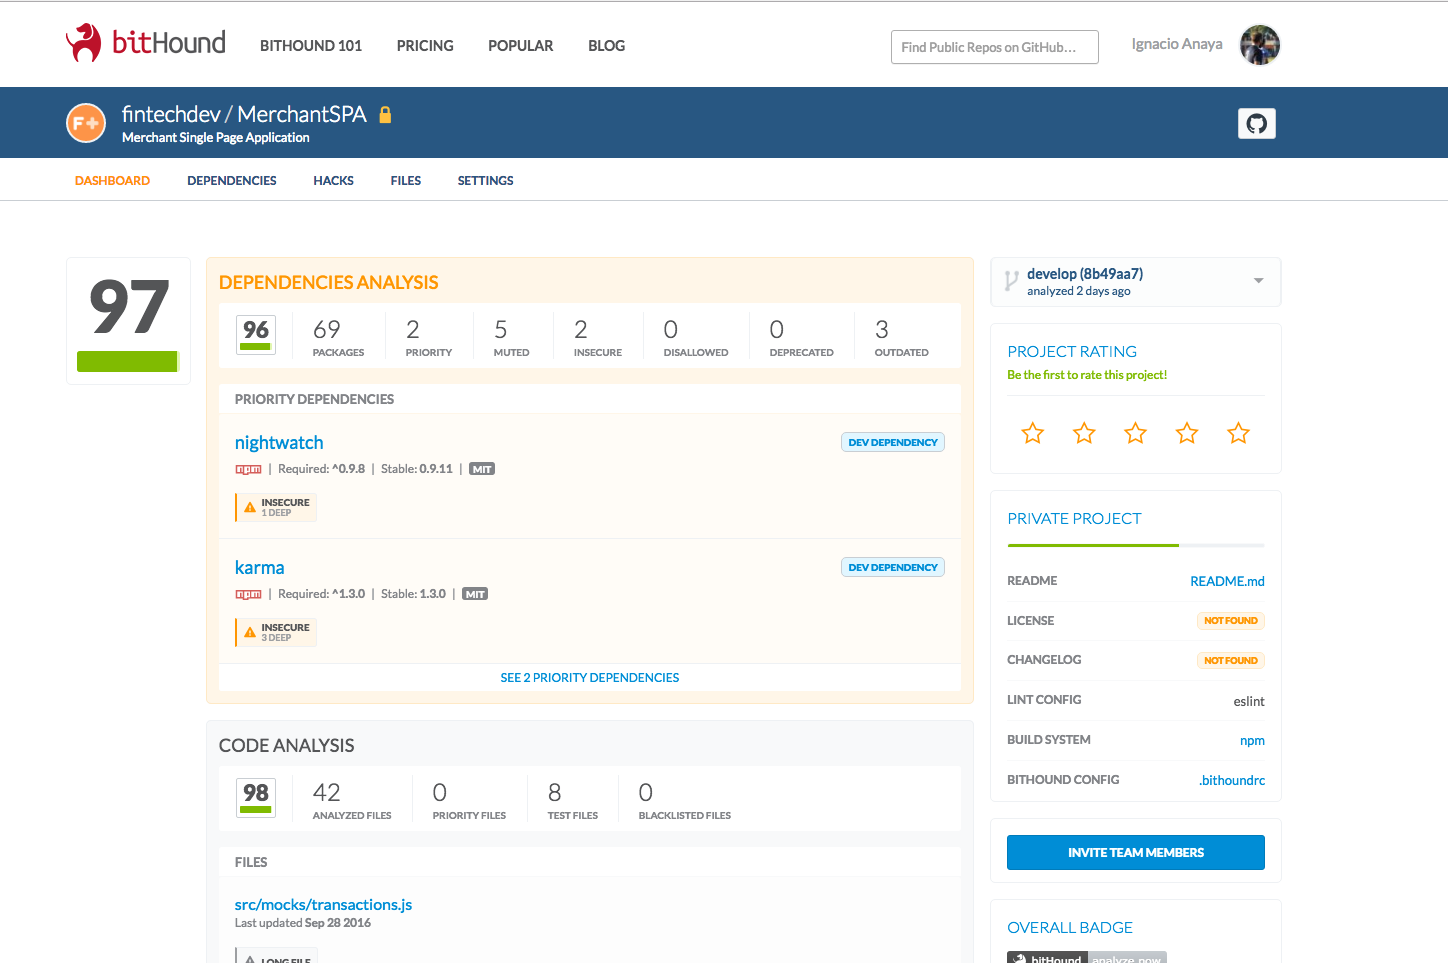 bitHound
BITHOUND 101 PRICING POPULAR BLOG
Find Public Repos on GitHub...
Ignacio Anaya
F+
fintechdev / MerchantSPA
Merchant Single Page Application
DASHBOARD DEPENDENCIES HACKS FILES SETTINGS
97
DEPENDENCIES ANALYSIS
96 69 2 5 2 0 0 3
PACKAGES PRIORITY MUTED INSECURE DISALLOWED DEPRECATED OUTDATED
PRIORITY DEPENDENCIES
nightwatch DEV DEPENDENCY
npm | Required: ^0.9.8 | Stable: 0.9.11 | MIT
INSECURE
1 DEEP
karma DEV DEPENDENCY
npm | Required: ^1.3.0 | Stable: 1.3.0 | MIT
INSECURE
3 DEEP
SEE 2 PRIORITY DEPENDENCIES
CODE ANALYSIS
98 42 0 8 0
ANALYZED FILES PRIORITY FILES TEST FILES BLACKLISTED FILES
FILES
src/mocks/transactions.js
Last updated Sep 28 2016
LONG FILE
develop (8b49aa7)
analyzed 2 days ago
PROJECT RATING
Be the first to rate this project!
PRIVATE PROJECT
README README.md
LICENSE NOT FOUND
CHANGELOG NOT FOUND
LINT CONFIG eslint
BUILD SYSTEM npm
BITHOUND CONFIG .bithoundrc
INVITE TEAM MEMBERS
OVERALL BADGE
bitHound analyze now